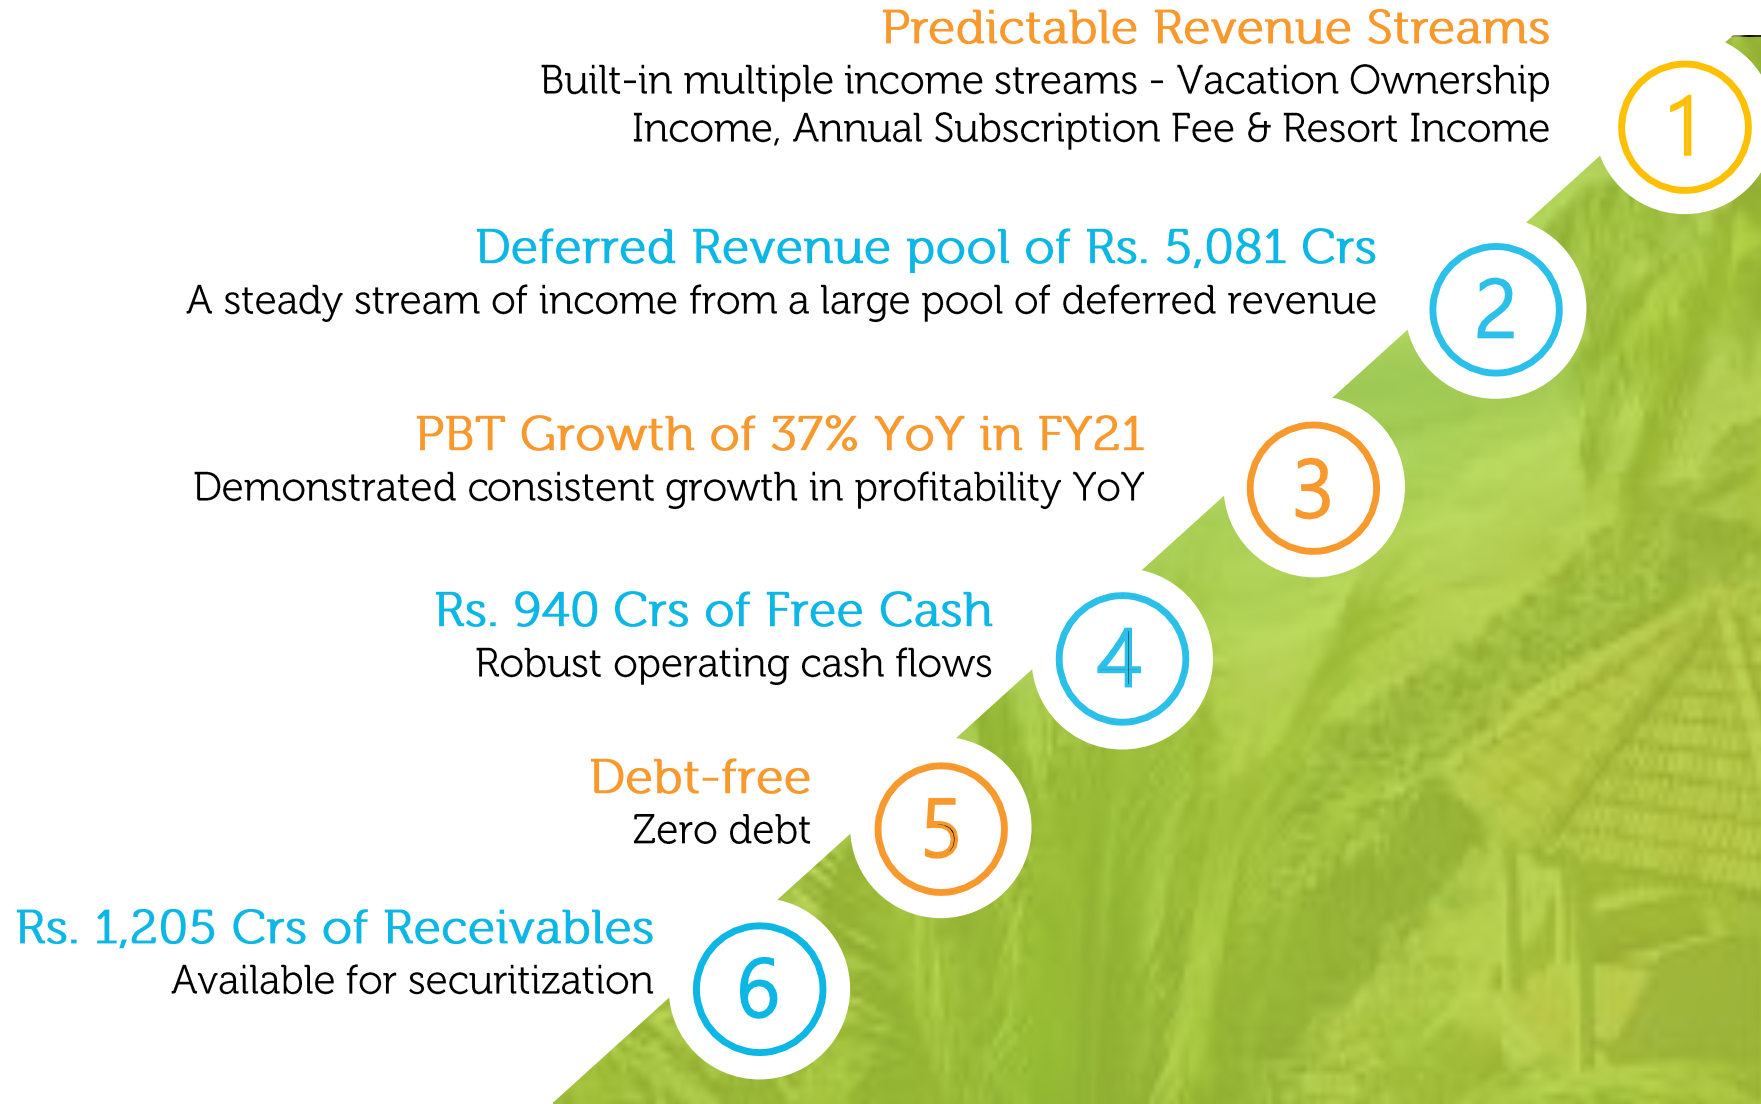 Predictable Revenue Streams
Built-in multiple income streams - Vacation Ownership
Income, Annual Subscription Fee & Resort Income
1
Deferred Revenue pool of Rs. 5,081 Crs
A steady stream of income from a large pool of deferred revenue
2
PBT Growth of 37% YoY in FY21
Demonstrated consistent growth in profitability YoY
3
Rs. 940 Crs of Free Cash
Robust operating cash flows
4
Debt-free
Zero debt
5
Rs. 1,205 Crs of Receivables
Available for securitization
6